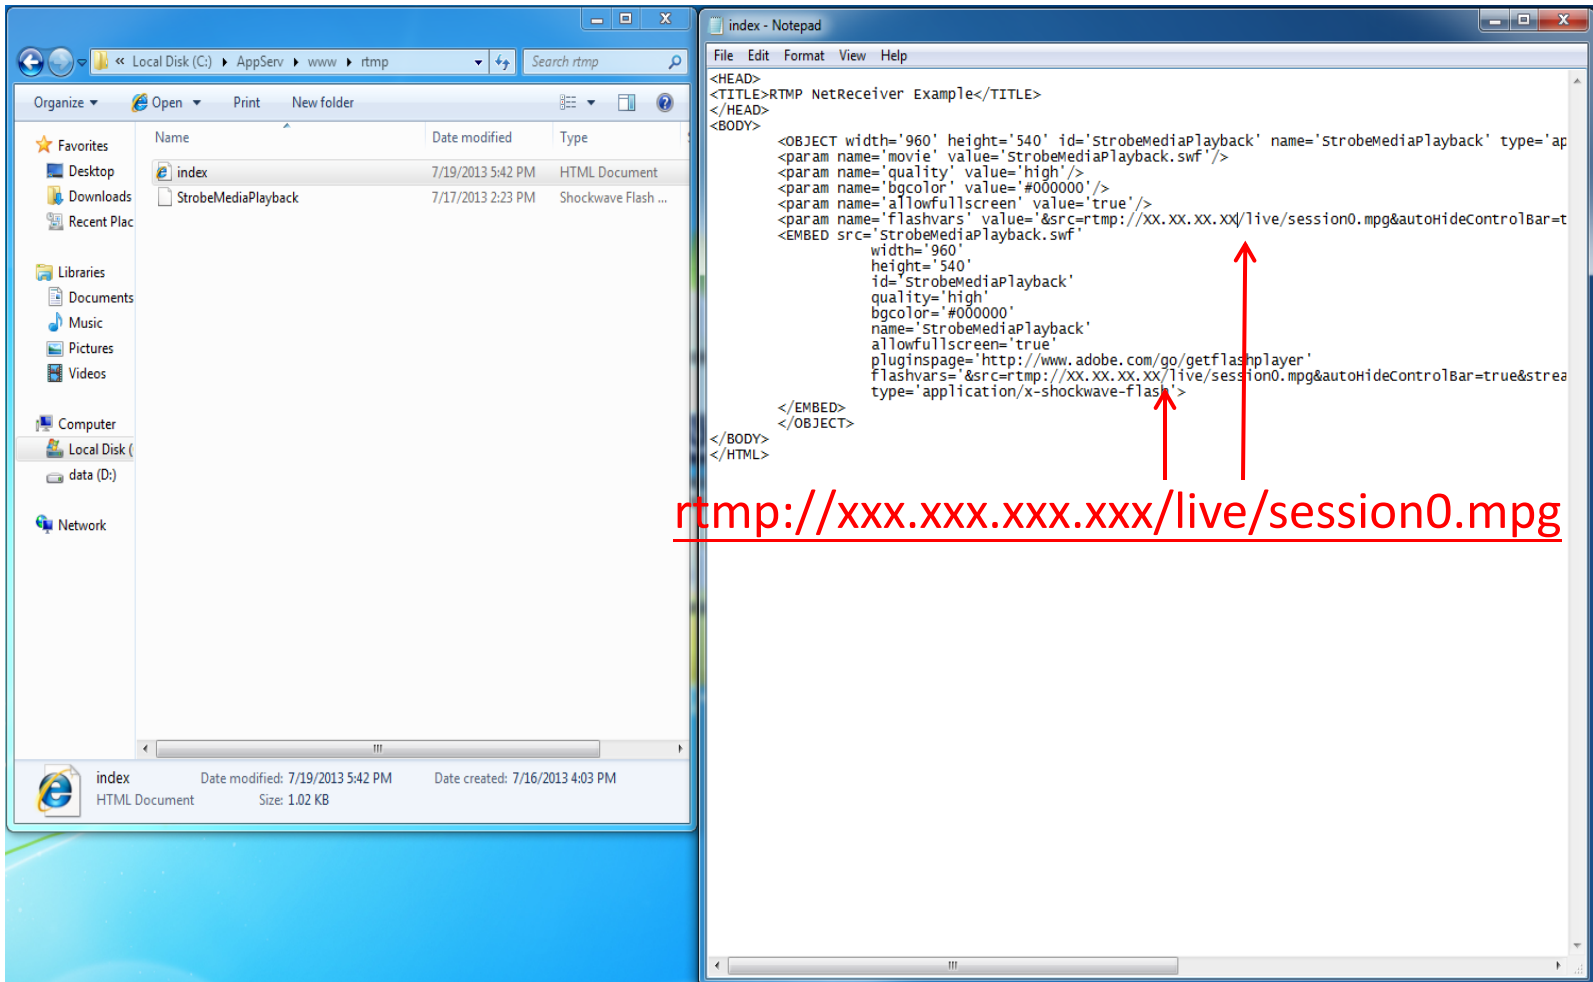 « Local Disk (C:) ▸ AppServ ▸ www ▸ rtmp
Search rtmp
Organize ▾ Open ▾ Print New folder
Favorites
Desktop
Downloads
Recent Plac
Libraries
Documents
Music
Pictures
Videos
Computer
Local Disk (
data (D:)
Network
Name Date modified Type
index 7/19/2013 5:42 PM HTML Document
StrobeMediaPlayback 7/17/2013 2:23 PM Shockwave Flash ...
index Date modified: 7/19/2013 5:42 PM Date created: 7/16/2013 4:03 PM
HTML Document Size: 1.02 KB
index - Notepad
File Edit Format View Help
<HEAD>
<TITLE>RTMP NetReceiver Example</TITLE>
</HEAD>
<BODY>
<OBJECT width='960' height='540' id='StrobeMediaPlayback' name='StrobeMediaPlayback' type='ap
<param name='movie' value='StrobeMediaPlayback.swf'/>
<param name='quality' value='high'/>
<param name='bgcolor' value='#000000'/>
<param name='allowfullscreen' value='true'/>
<param name='flashvars' value='&src=rtmp://XX.XX.XX.XX/live/session0.mpg&autoHideControlBar=t
<EMBED src='StrobeMediaPlayback.swf'
width='960'
height='540'
id='StrobeMediaPlayback'
quality='high'
bgcolor='#000000'
name='StrobeMediaPlayback'
allowfullscreen='true'
pluginspage='http://www.adobe.com/go/getflashplayer'
flashvars='&src=rtmp://XX.XX.XX.XX/live/session0.mpg&autoHideControlBar=true&strea
type='application/x-shockwave-flash'>
</EMBED>
</OBJECT>
</BODY>
</HTML>
rtmp://xxx.xxx.xxx.xxx/live/session0.mpg